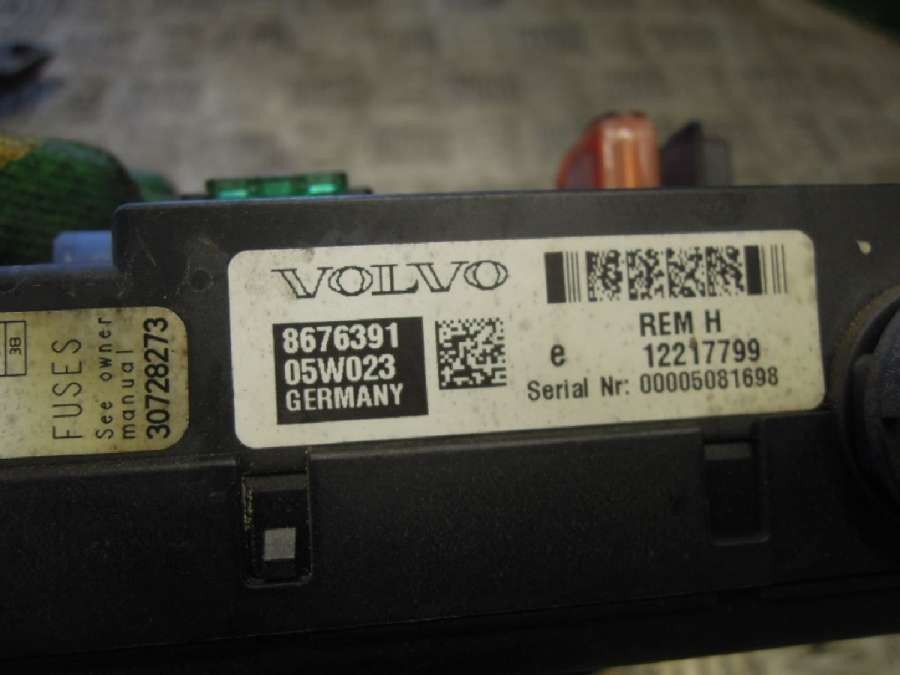 38
FUSES
See owner
manual
30728273
VOLVO
8676391
05W023
GERMANY
REM H
e 12217799
Serial Nr: 00005081698